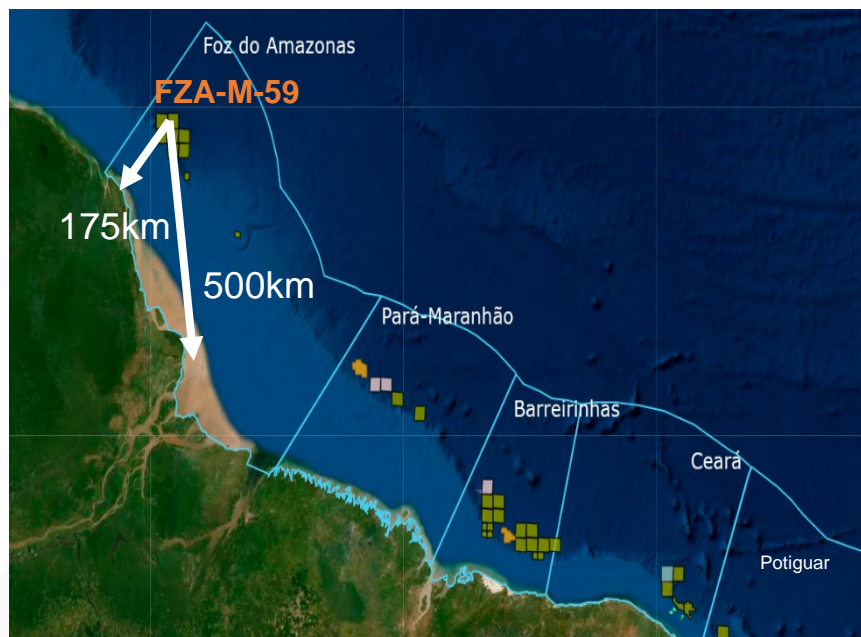 Foz do Amazonas
FZA-M-59
175km
500km
Pará-Maranhão
Barreirinhas
Ceará
Potiguar